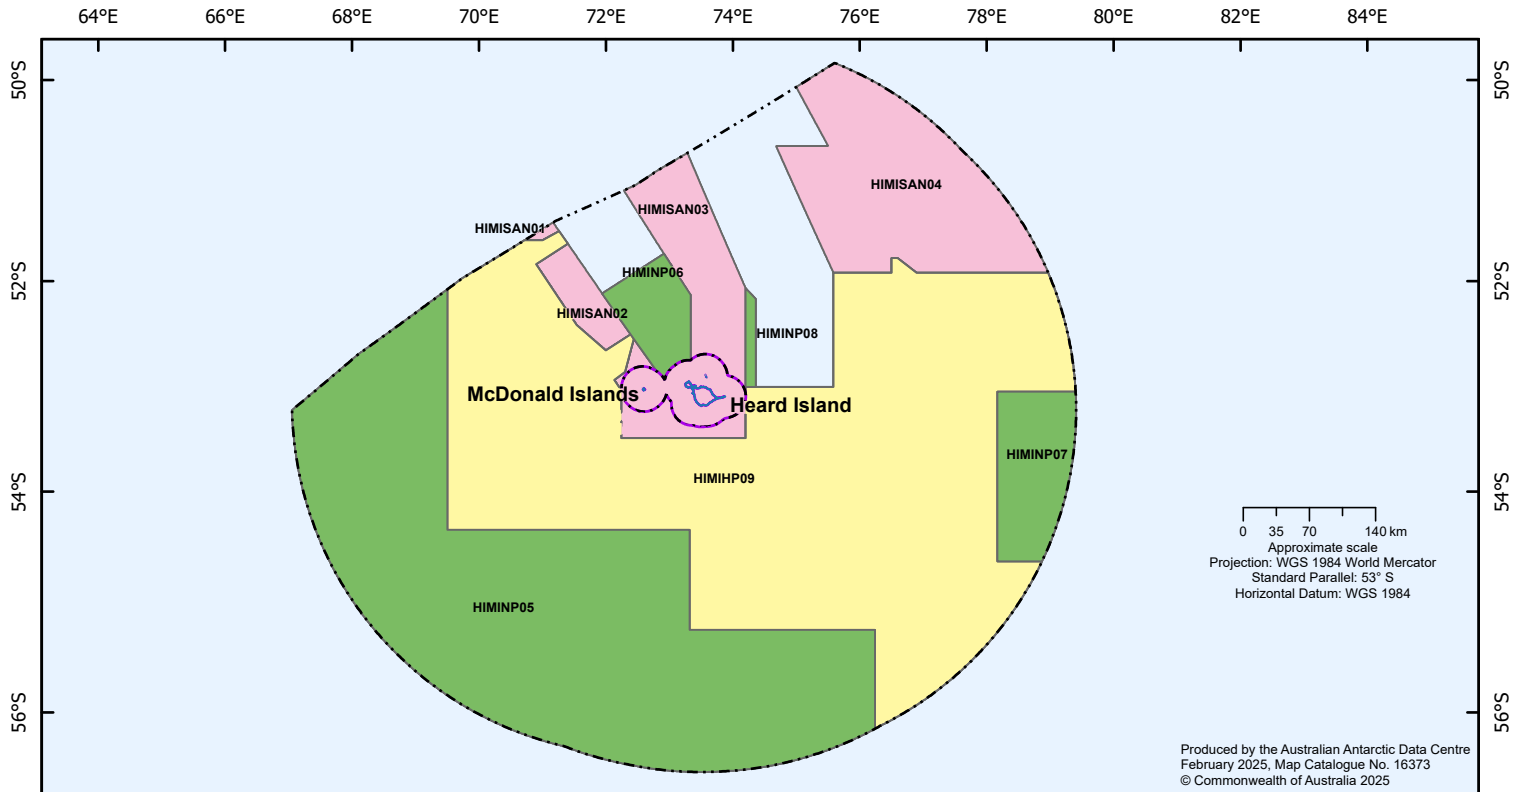 64°E 66°E 68°E 70°E 72°E 74°E 76°E 78°E 80°E 82°E 84°E
50°S 50°S
HIMISAN04
HIMISAN03
HIMISAN01
HIMINP06
52°S 52°S
HIMISAN02
HIMINP08
McDonald Islands
Heard Island
HIMINP07
HIMIHP09
54°S 54°S
0 35 70 140 km
Approximate scale
Projection: WGS 1984 World Mercator
Standard Parallel: 53° S
Horizontal Datum: WGS 1984
HIMINP05
56°S 56°S
Produced by the Australian Antarctic Data Centre
February 2025, Map Catalogue No. 16373
© Commonwealth of Australia 2025